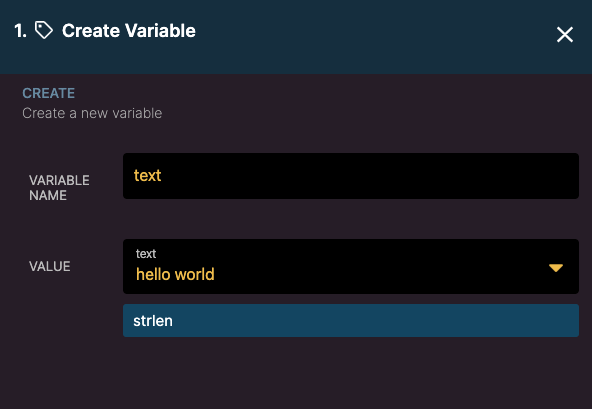 1. Create Variable
CREATE
Create a new variable
VARIABLE
NAME
text
VALUE
text
hello world
strlen